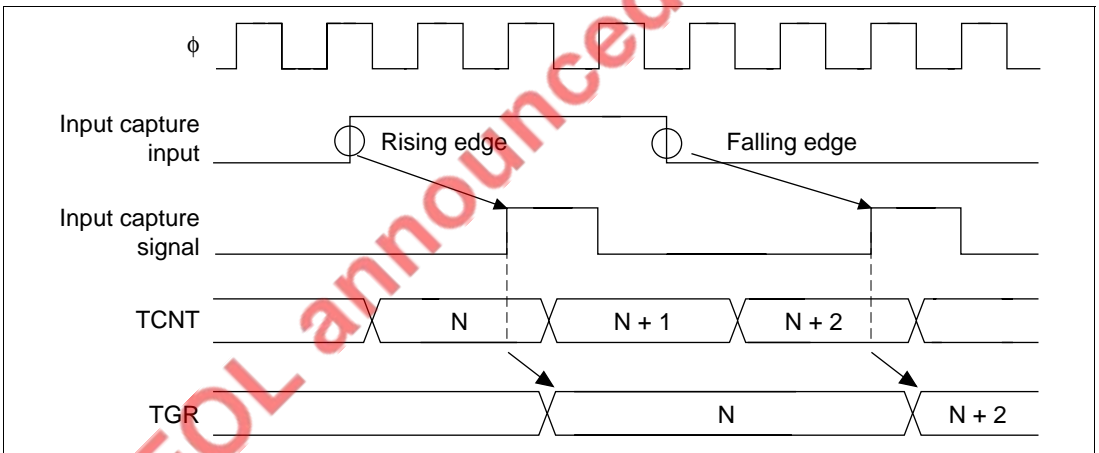 ϕ
Input capture
input
Rising edge
Falling edge
Input capture
signal
TCNT
N
N + 1
N + 2
TGR
N
N + 2
EOL announced